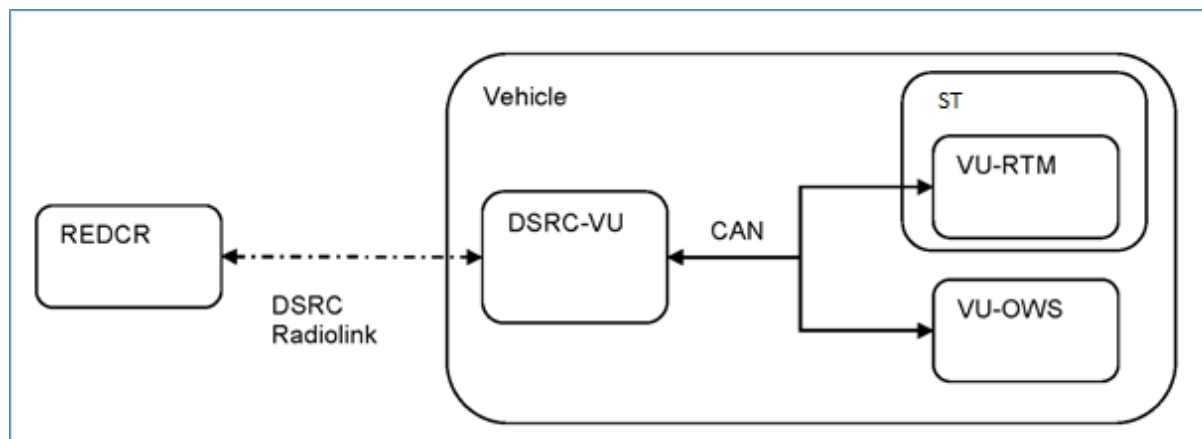 Vehicle
ST
VU-RTM
REDCR
DSRC-VU
CAN
DSRC
Radiolink
VU-OWS